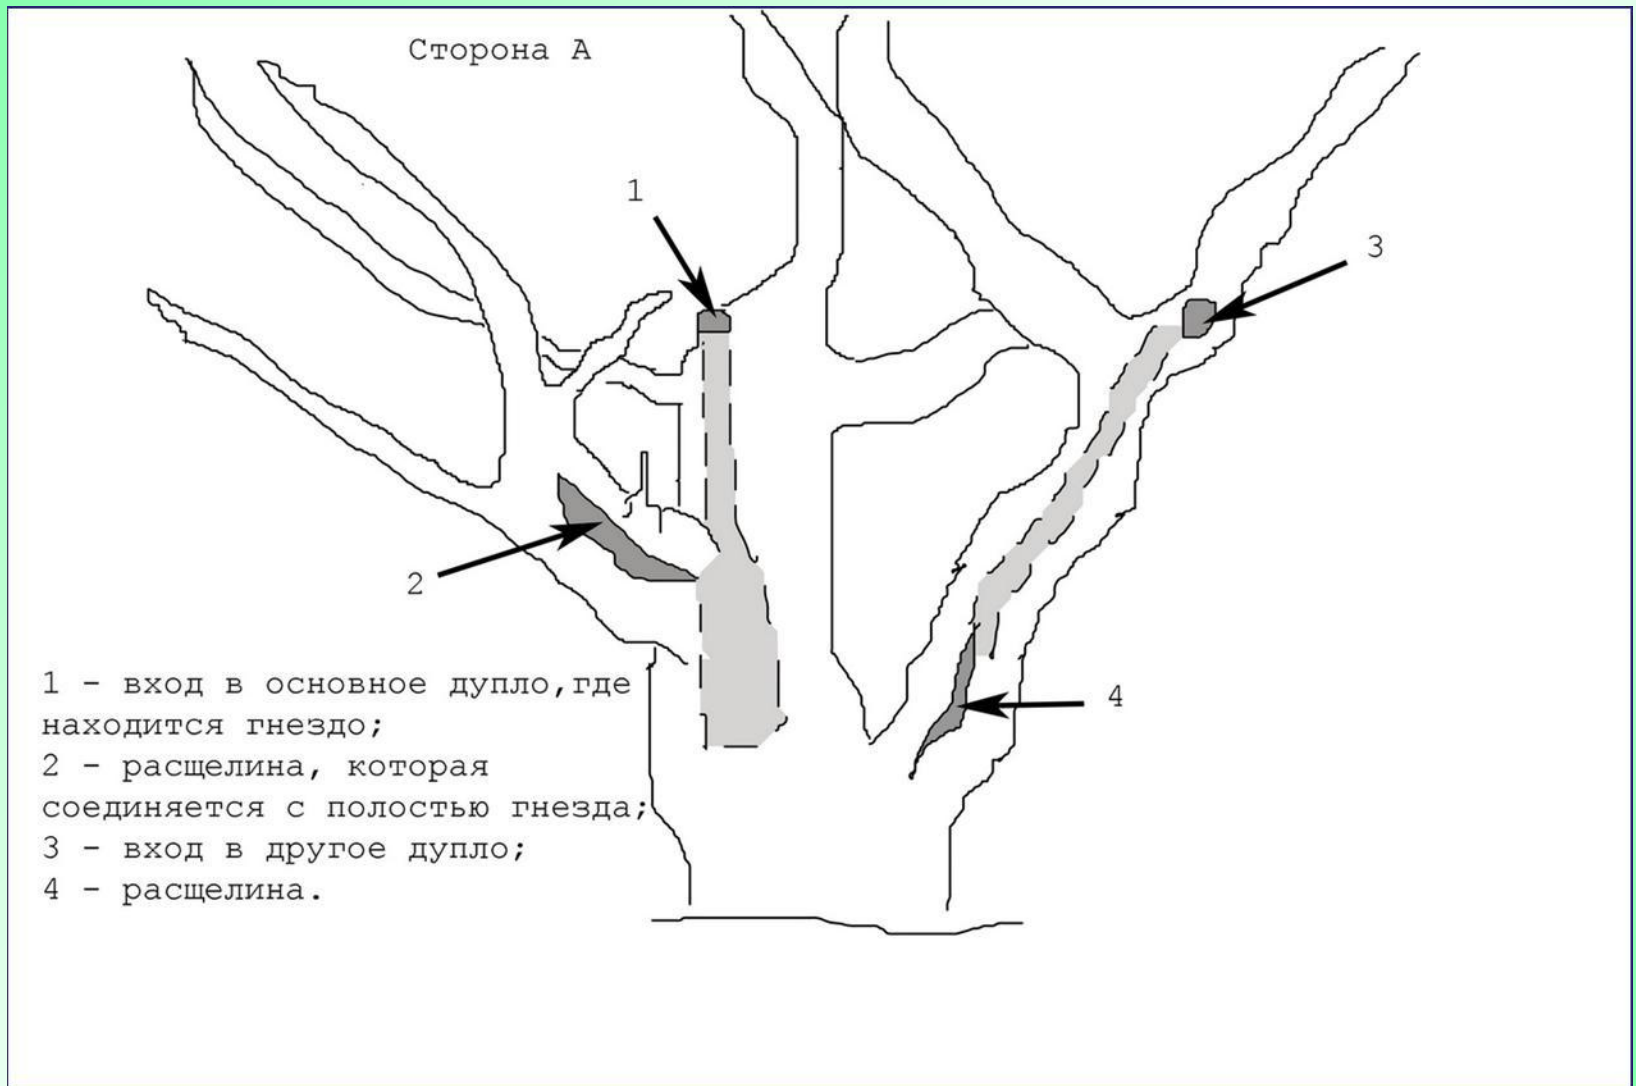 Сторона А
1
3
2
4
1 - вход в основное дупло,где
находится гнездо;
2 - расщелина, которая
соединяется с полостью гнезда;
3 - вход в другое дупло;
4 - расщелина.